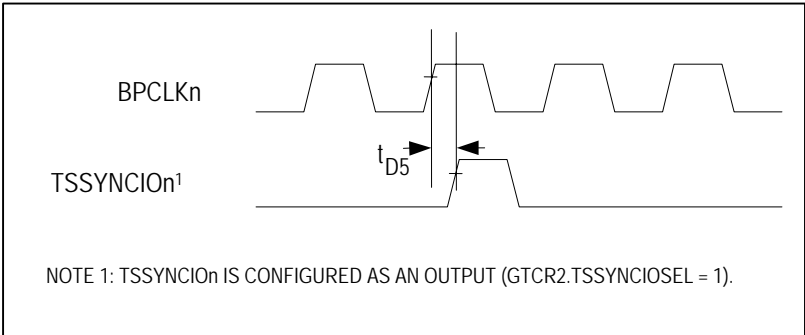 BPCLKn
tD5
TSSYNCIOn1
NOTE 1: TSSYNCIOn IS CONFIGURED AS AN OUTPUT (GTCR2.TSSYNCIOSEL = 1).